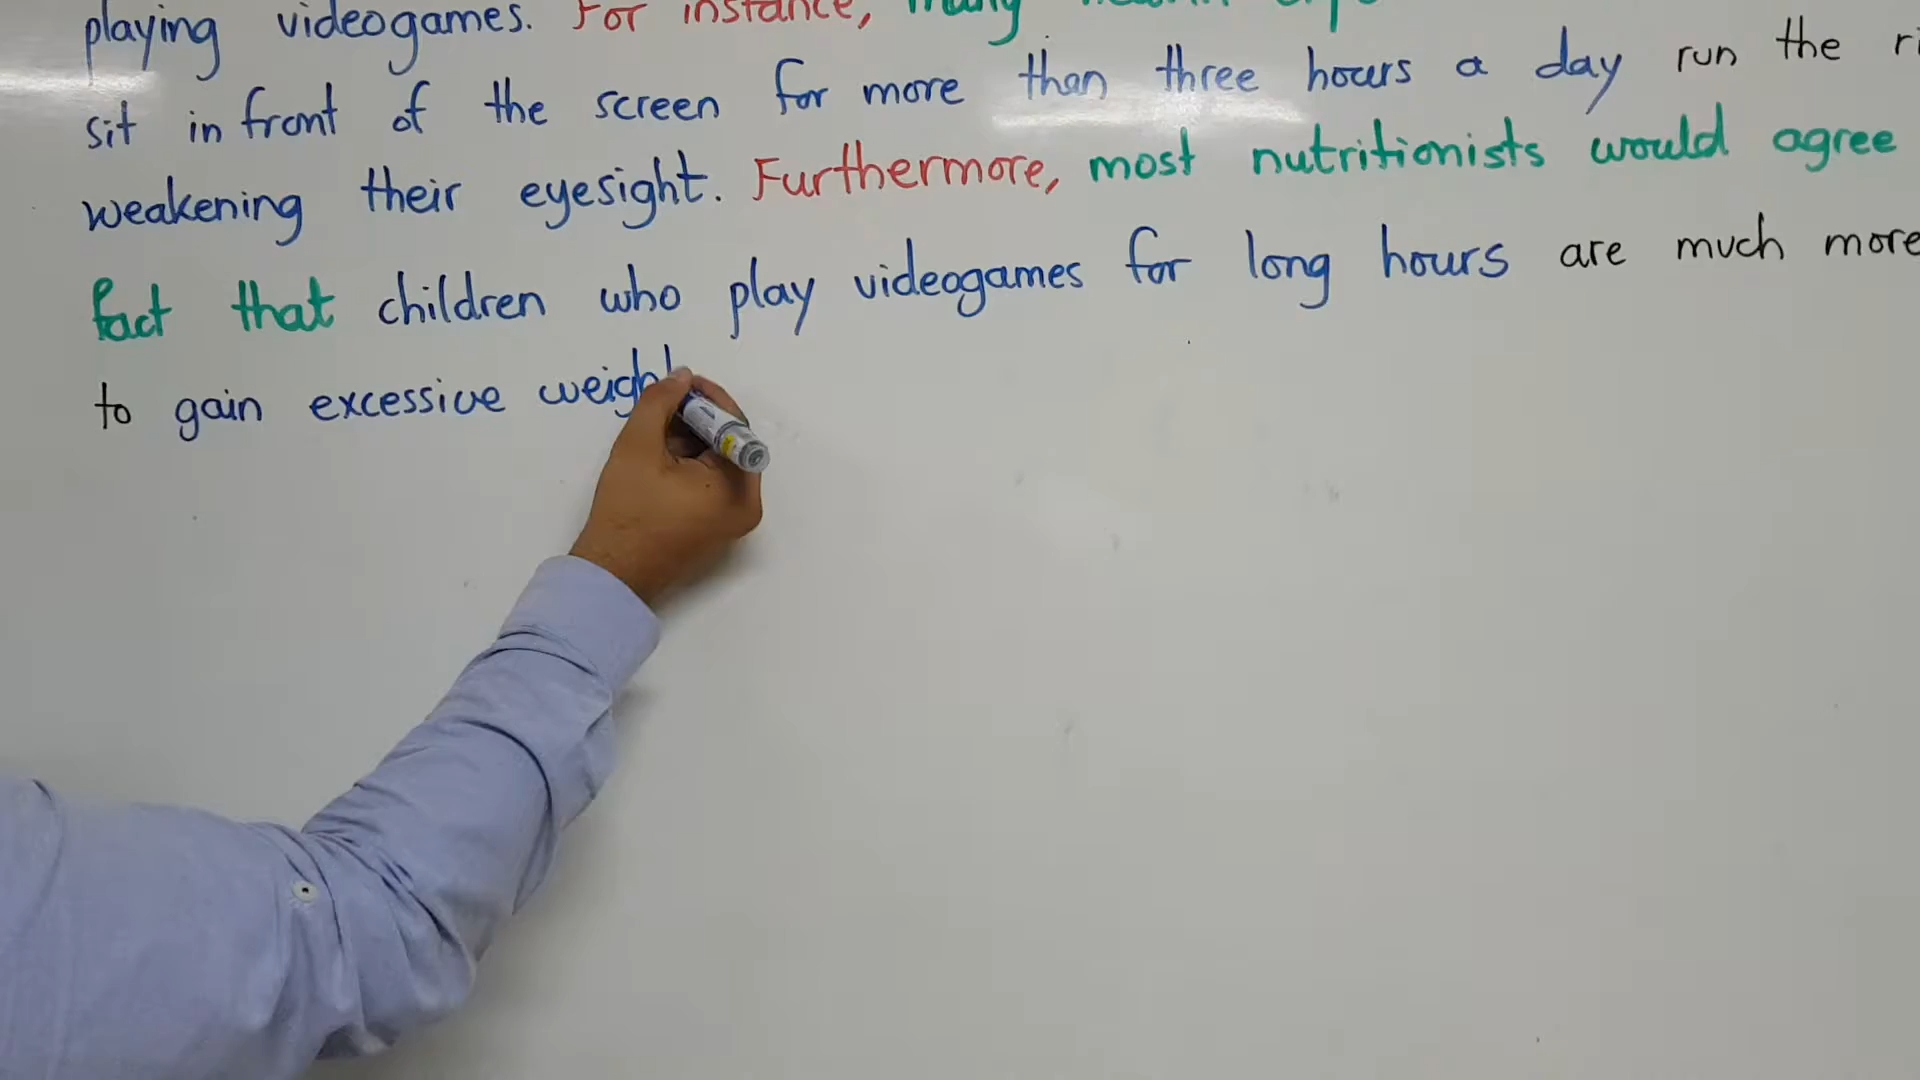 playing videogames. For instance, many
sit in front of the screen for more than three hours a day run the
weakening their eyesight. Furthermore, most nutritionists would agree
fact that children who play videogames for long hours are much more
to gain excessive weight